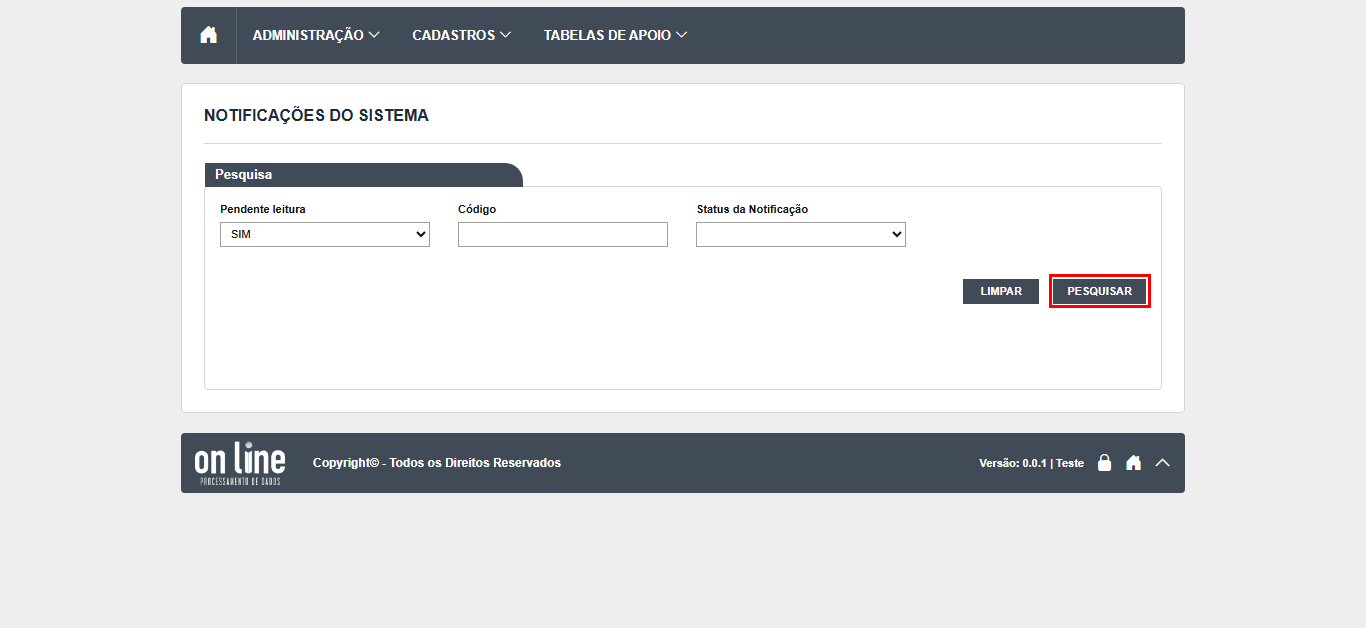 ADMINISTRAÇÃO CADASTROS TABELAS DE APOIO
NOTIFICAÇÕES DO SISTEMA
Pesquisa
Pendente leitura Código Status da Notificação
SIM
LIMPAR PESQUISAR
on line
PROCESSAMENTO DE DADOS
Copyright© - Todos os Direitos Reservados
Versão: 0.0.1 | Teste